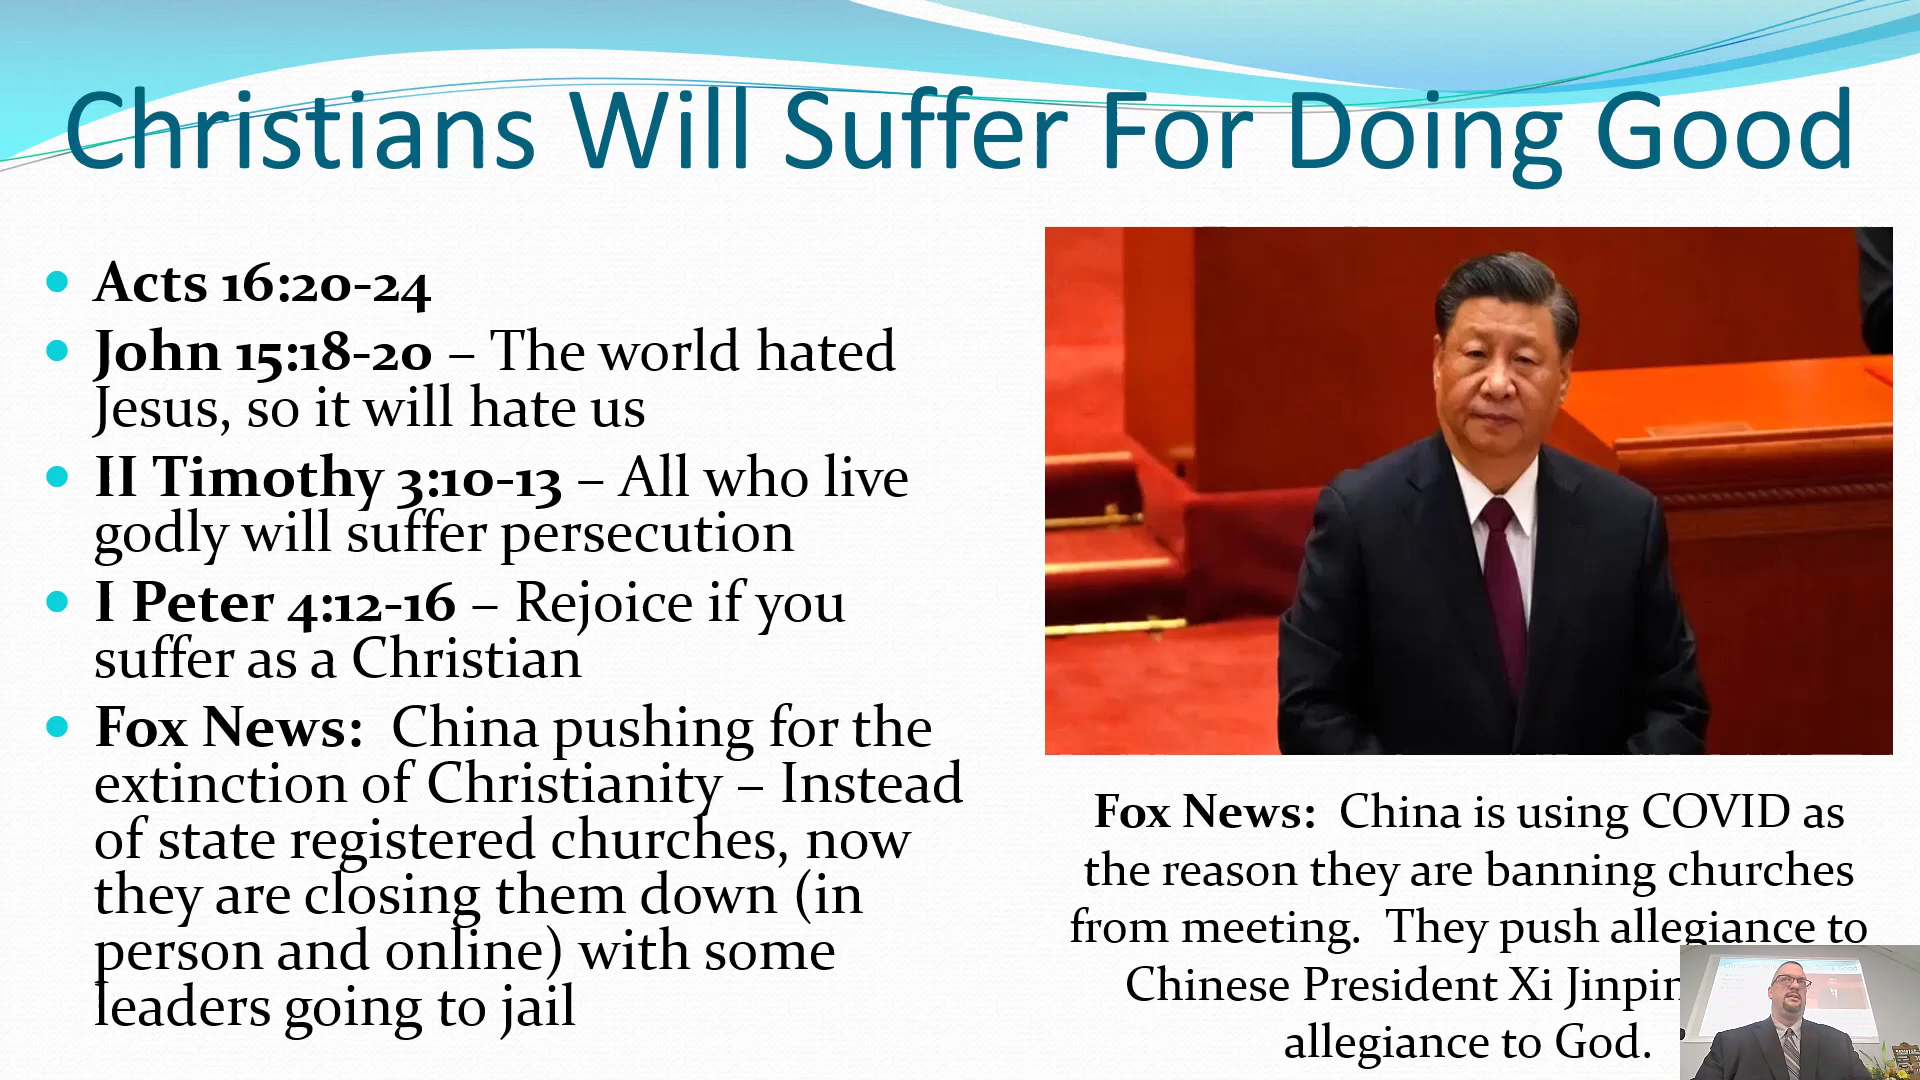 Christians Will Suffer For Doing Good
Acts 16:20-24
John 15:18-20 – The world hated
Jesus, so it will hate us
II Timothy 3:10-13 – All who live
godly will suffer persecution
I Peter 4:12-16 – Rejoice if you
suffer as a Christian
Fox News: China pushing for the
extinction of Christianity – Instead
of state registered churches, now
they are closing them down (in
person and online) with some
leaders going to jail
Fox News: China is using COVID as
the reason they are banning churches
from meeting. They push allegiance to
Chinese President Xi Jinpin
allegiance to God.